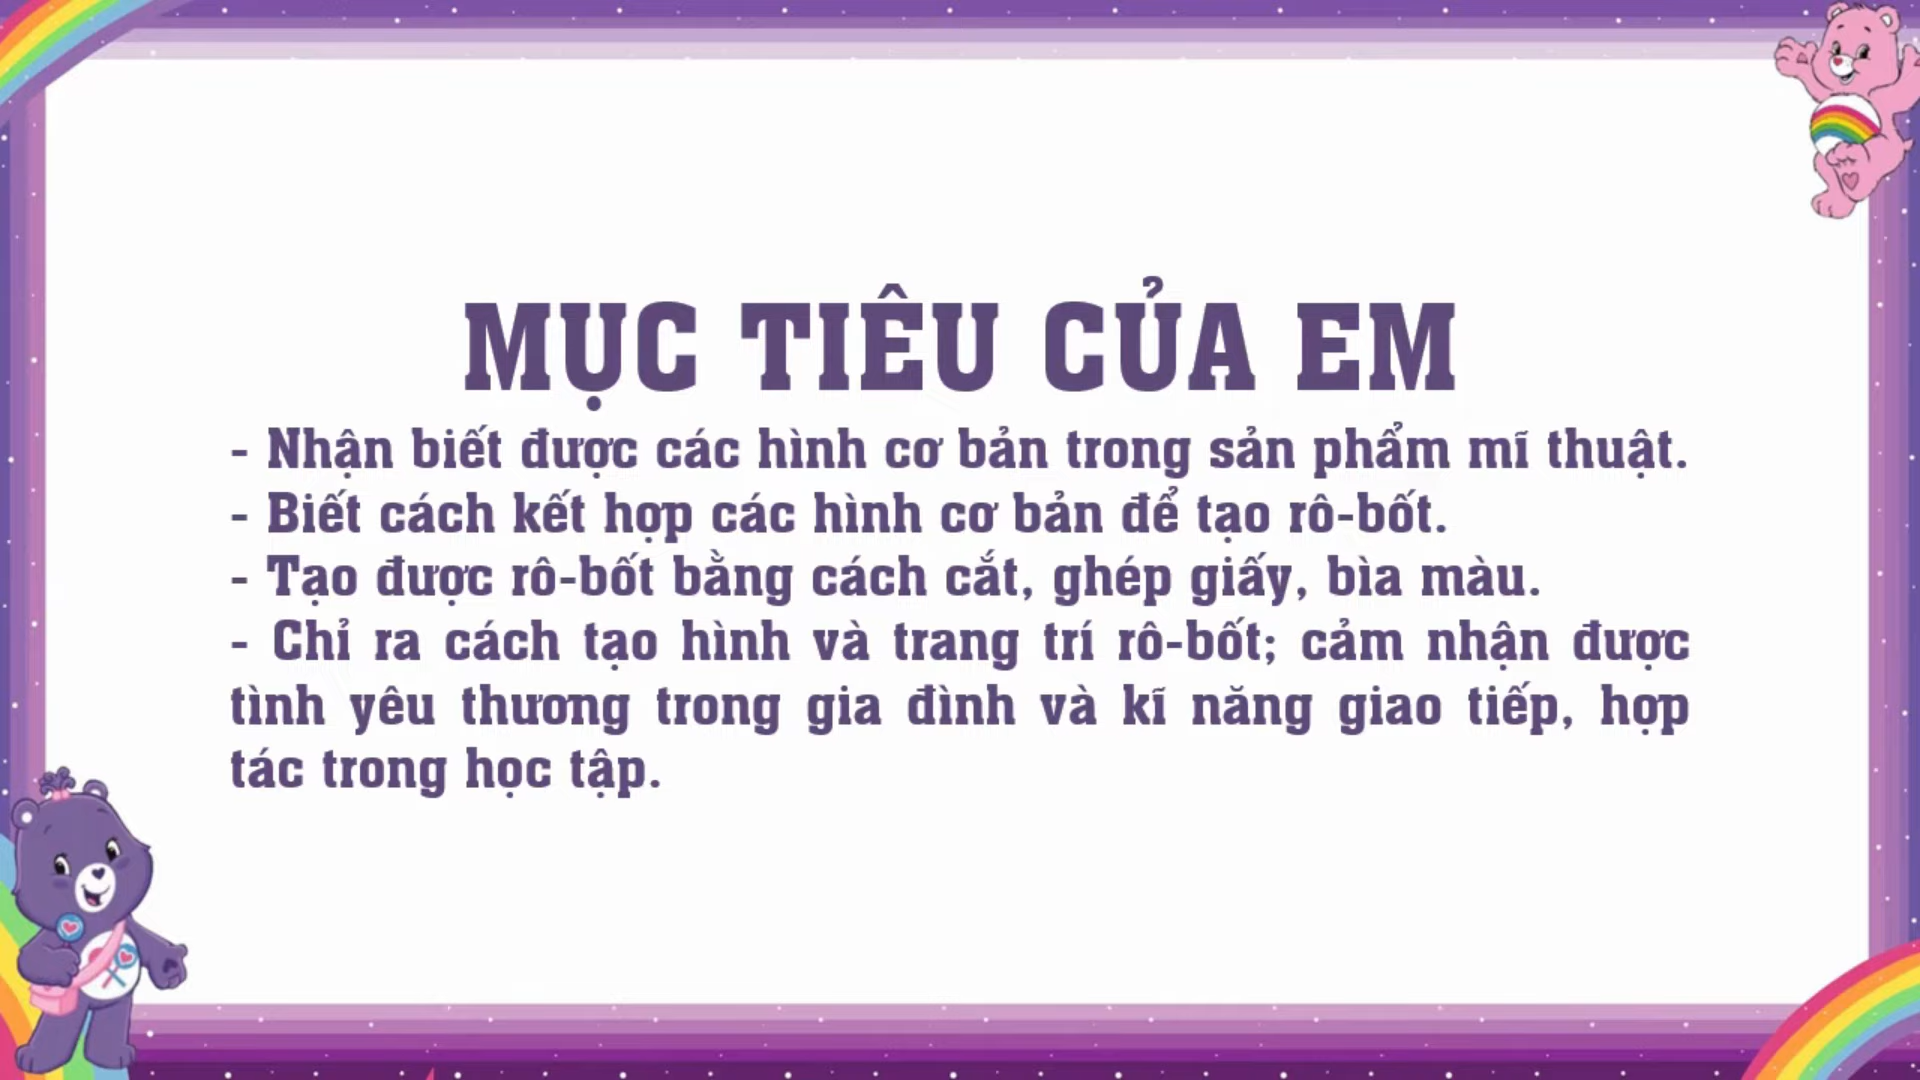 MỤC TIÊU CỦA EM
- Nhận biết được các hình cơ bản trong sản phẩm mĩ thuật.
- Biết cách kết hợp các hình cơ bản để tạo rô-bốt.
- Tạo được rô-bốt bằng cách cắt, ghép giấy, bìa màu.
- Chỉ ra cách tạo hình và trang trí rô-bốt; cảm nhận được
tình yêu thương trong gia đình và kĩ năng giao tiếp, hợp
tác trong học tập.